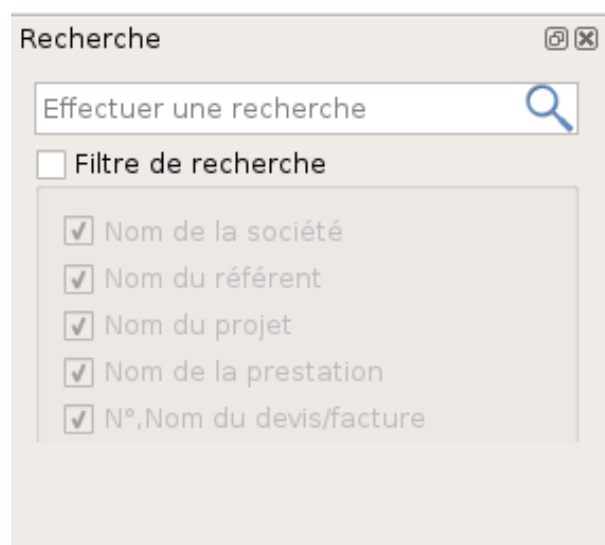 Recherche
Effectuer une recherche
Filtre de recherche
Nom de la société
Nom du référent
Nom du projet
Nom de la prestation
N°,Nom du devis/facture